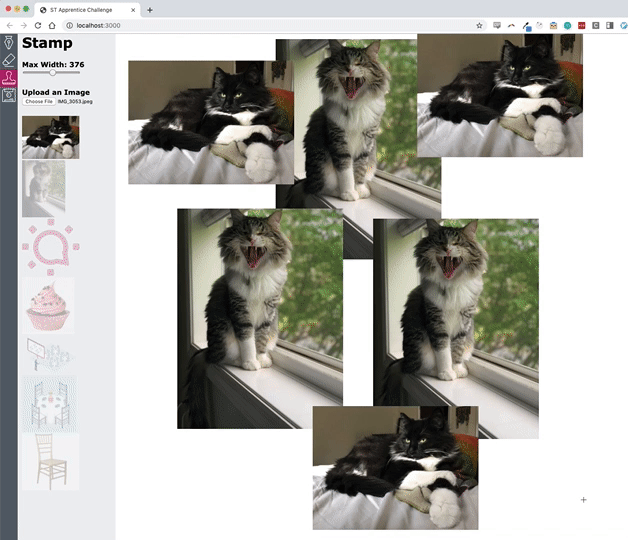 ST Apprentice Challenge
localhost:3000
Stamp
Max Width: 376
Upload an Image
Choose File IMG_3053.jpeg